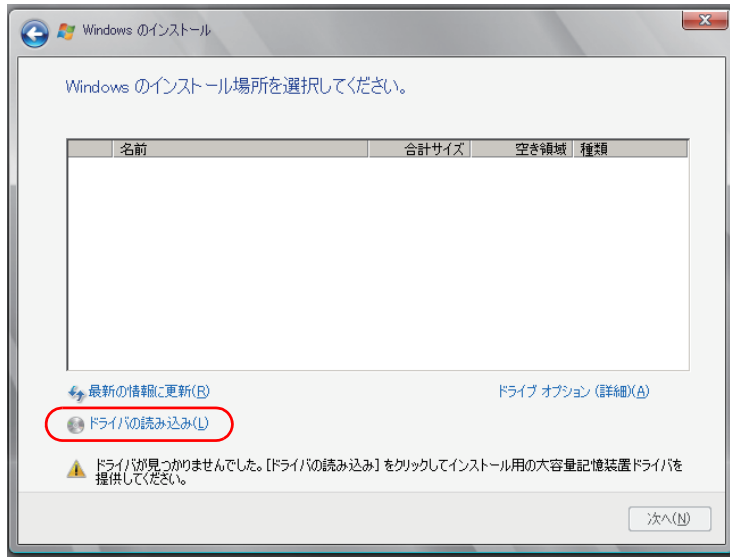 Windows のインストール
Windows のインストール場所を選択してください。
名前 合計サイズ 空き領域 種類
最新の情報に更新(R) ドライブ オプション (詳細)(A)
ドライバの読み込み(L)
ドライバが見つかりませんでした。[ドライバの読み込み] をクリックしてインストール用の大容量記憶装置ドライバを
提供してください。
次へ(N)